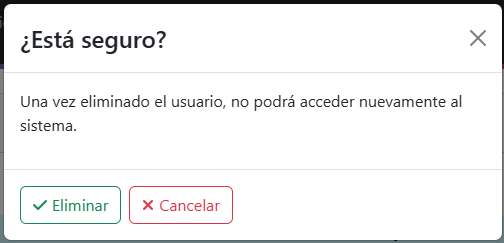 ¿Está seguro?
Una vez eliminado el usuario, no podrá acceder nuevamente al
sistema.
Eliminar
Cancelar